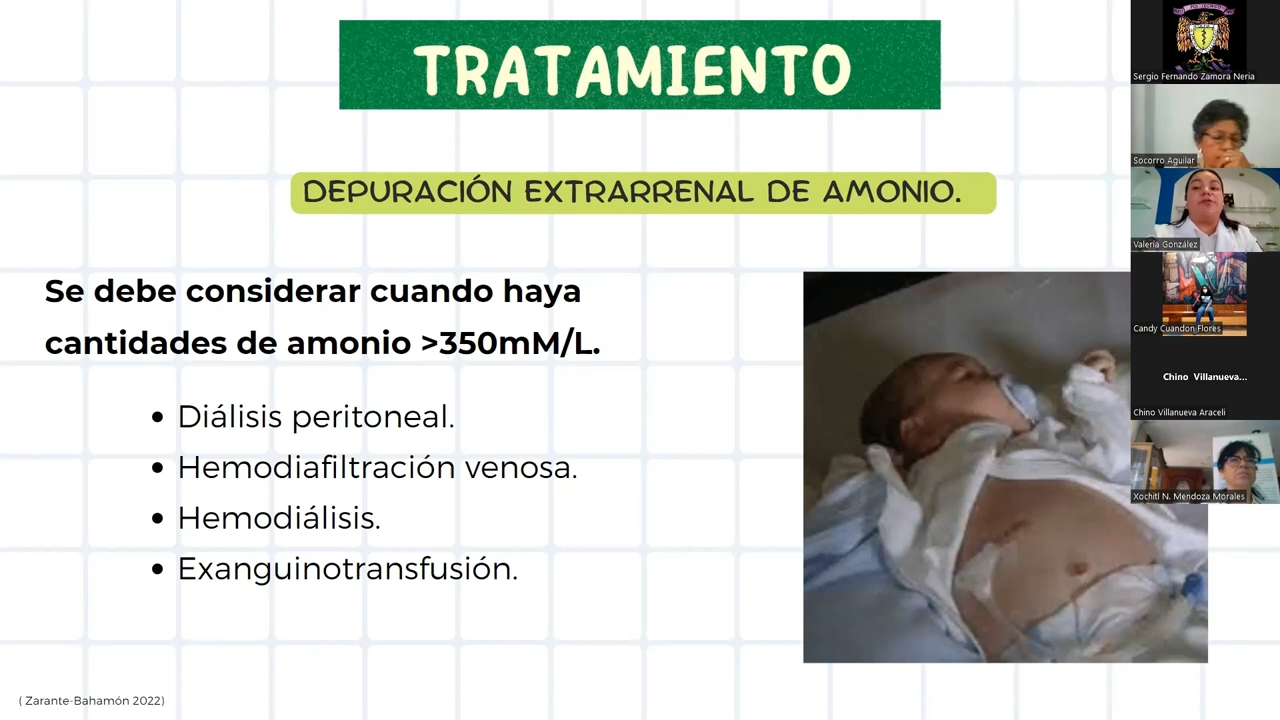 TRATAMIENTO
DEPURACIÓN EXTRARRENAL DE AMONIO.
Se debe considerar cuando haya
cantidades de amonio >350mM/L.
• Diálisis peritoneal.
• Hemodiafiltración venosa.
• Hemodiálisis.
• Exanguinotransfusión.
( Zarante-Bahamón 2022)
Sergio Fernando Zamora Neria
Socorro Aguilar
Valeria González
Candy Cuandon Flores
Chino Villanueva...
Chino Villanueva Araceli
Xochitl N. Mendoza Morales